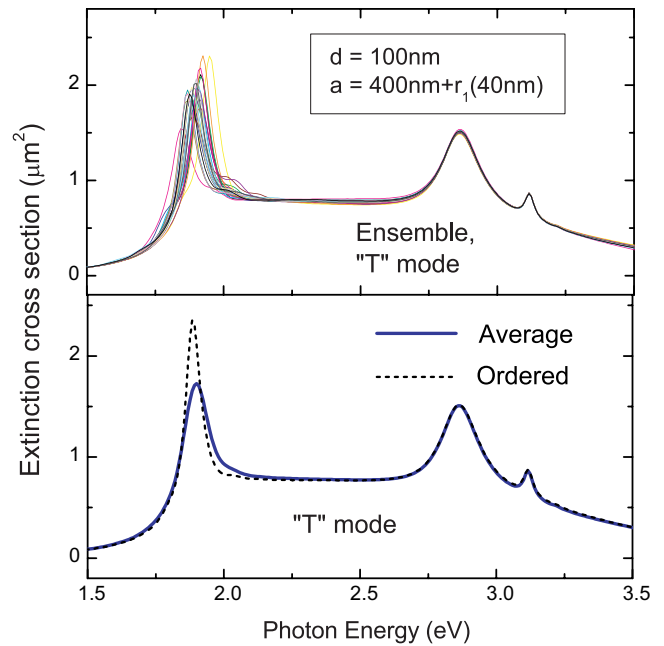 Extinction cross section (μm²)
2
1
0
d = 100nm
a = 400nm+r₁(40nm)
Ensemble,
"T" mode
2
1
0
Average
Ordered
"T" mode
1.5 2.0 2.5 3.0 3.5
Photon Energy (eV)